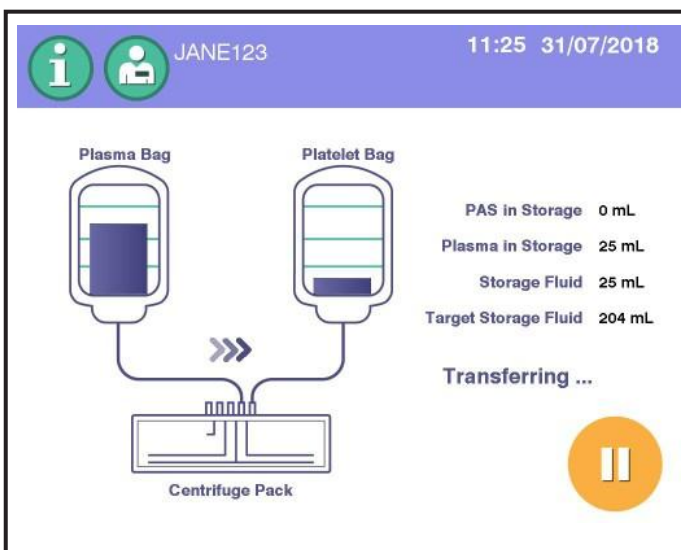 JANE123
11:25 31/07/2018
Plasma Bag
Platelet Bag
PAS in Storage 0 mL
Plasma in Storage 25 mL
Storage Fluid 25 mL
Target Storage Fluid 204 mL
Transferring ...
Centrifuge Pack